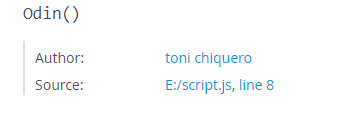 Odin()
Author: toni chiquero
Source: E:/script.js, line 8